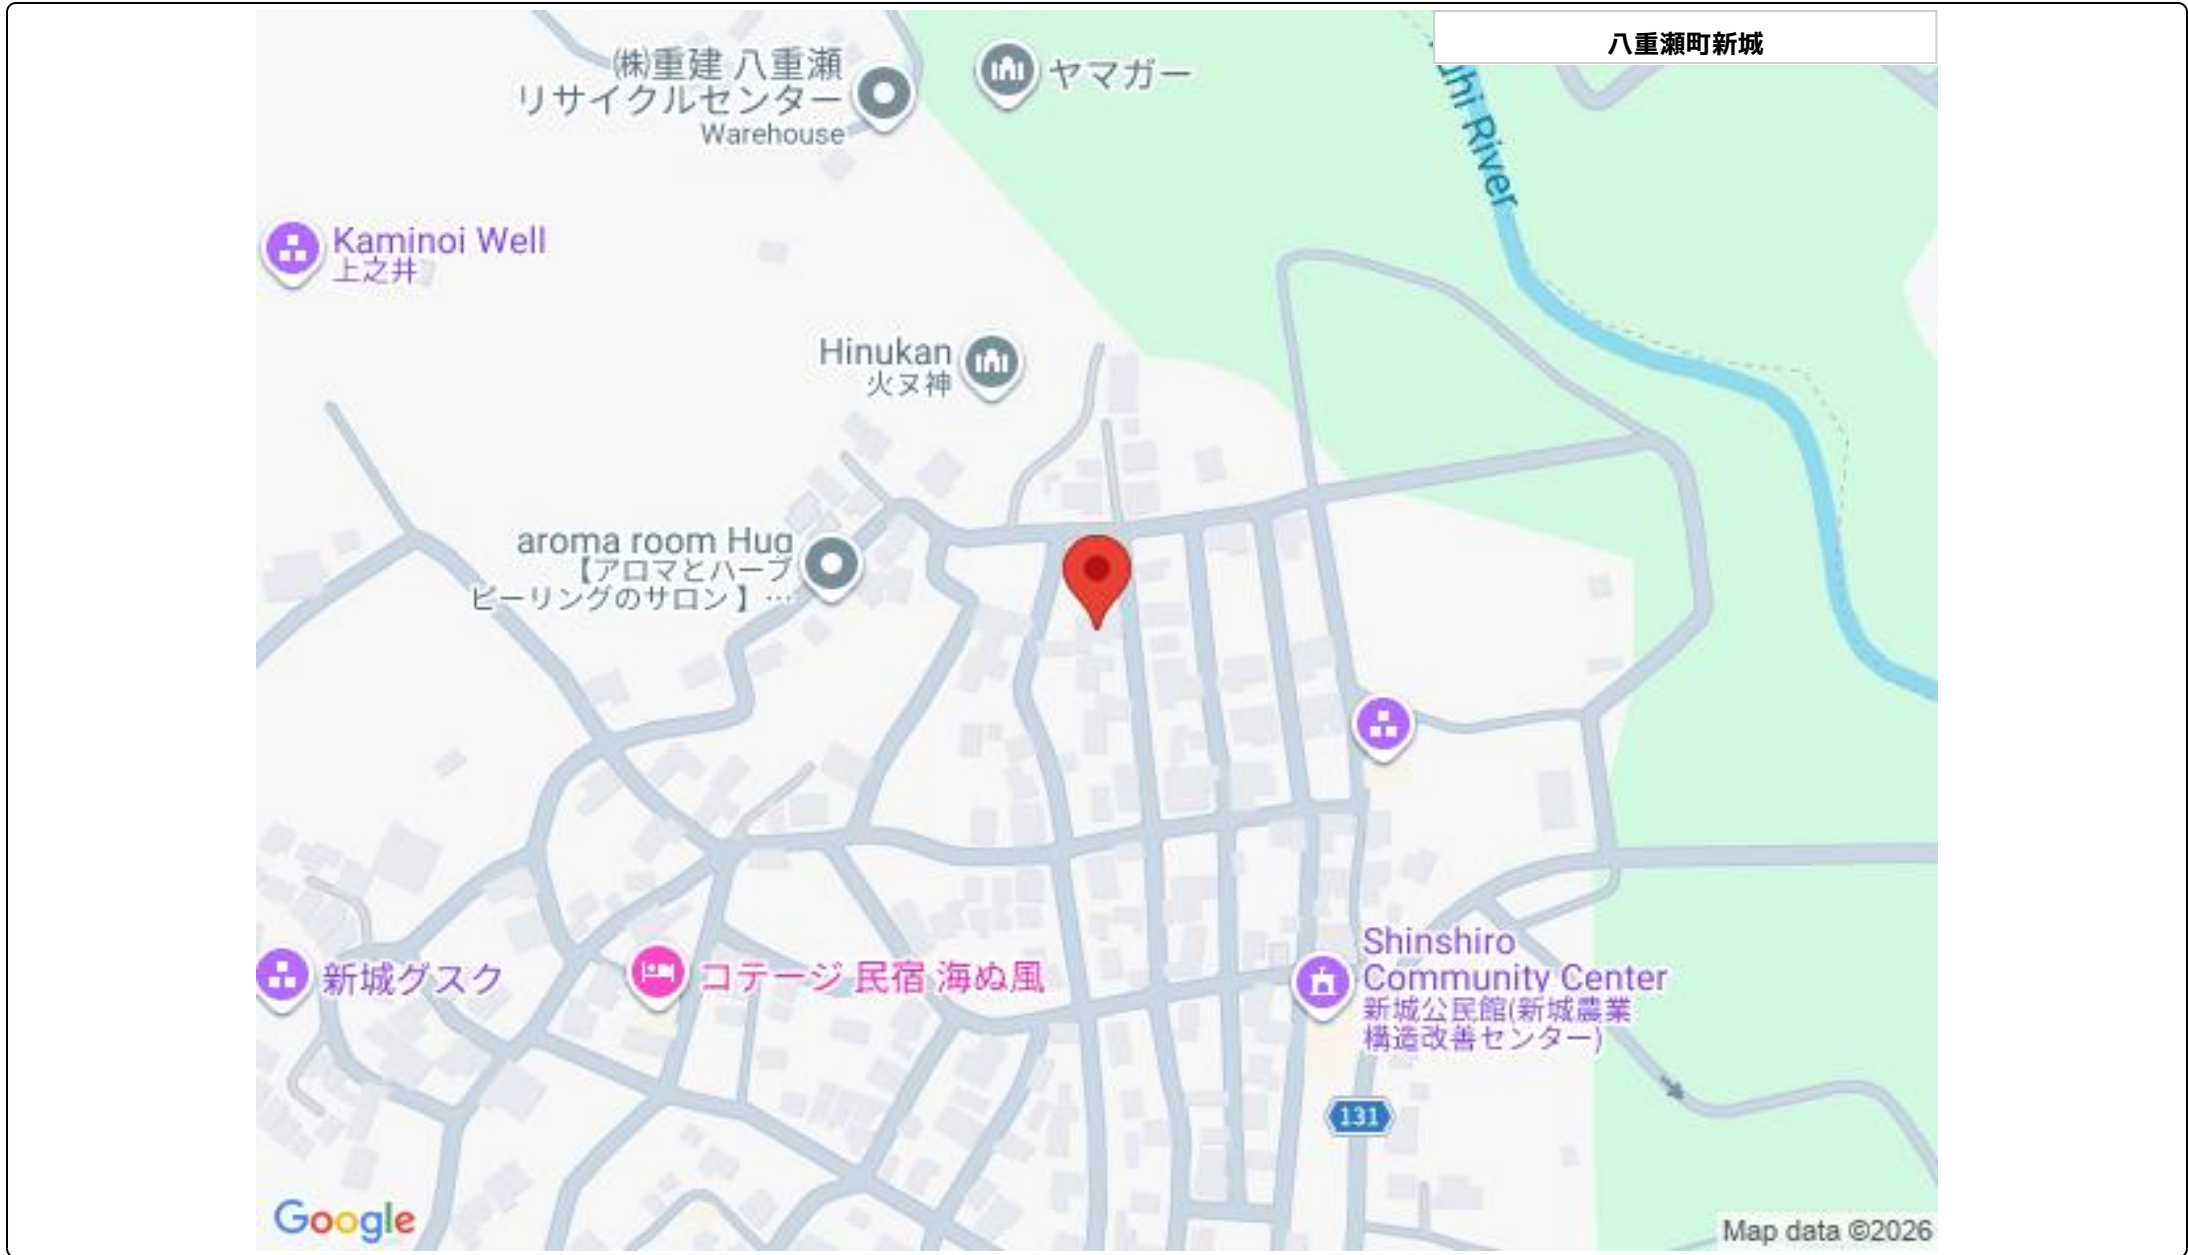 八重瀬町新城
㈱重建 八重瀬
リサイクルセンター
Warehouse
ヤマガー
uhi River
Kaminoi Well
上之井
Hinukan
火ヌ神
aroma room Hug
【アロマとハーブ
ピーリングのサロン 】 …
新城グスク
コテージ 民宿 海ぬ風
Shinshiro
Community Center
新城公民館(新城農業
構造改善センター)
131
Google
Map data ©2026